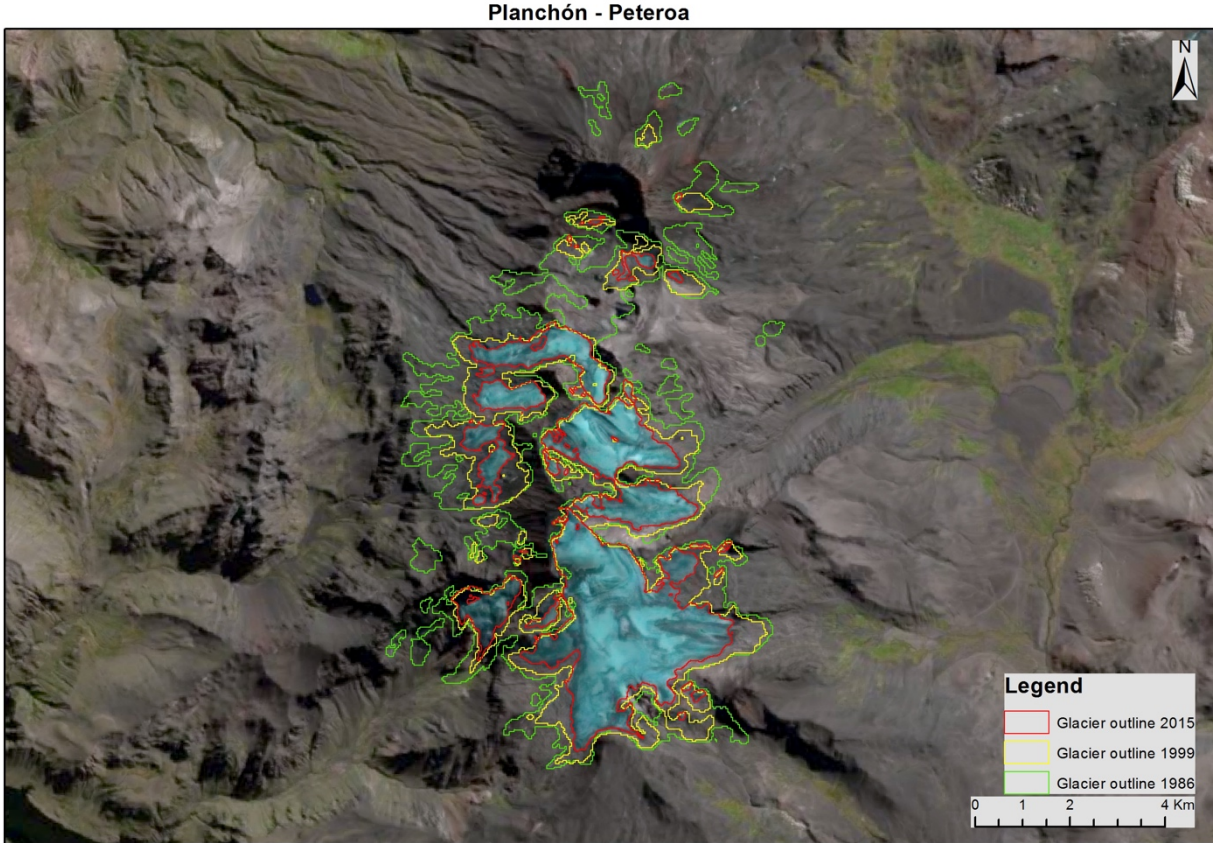 Planchón - Peteroa
N
Legend
Glacier outline 2015
Glacier outline 1999
Glacier outline 1986
0 1 2 4 Km